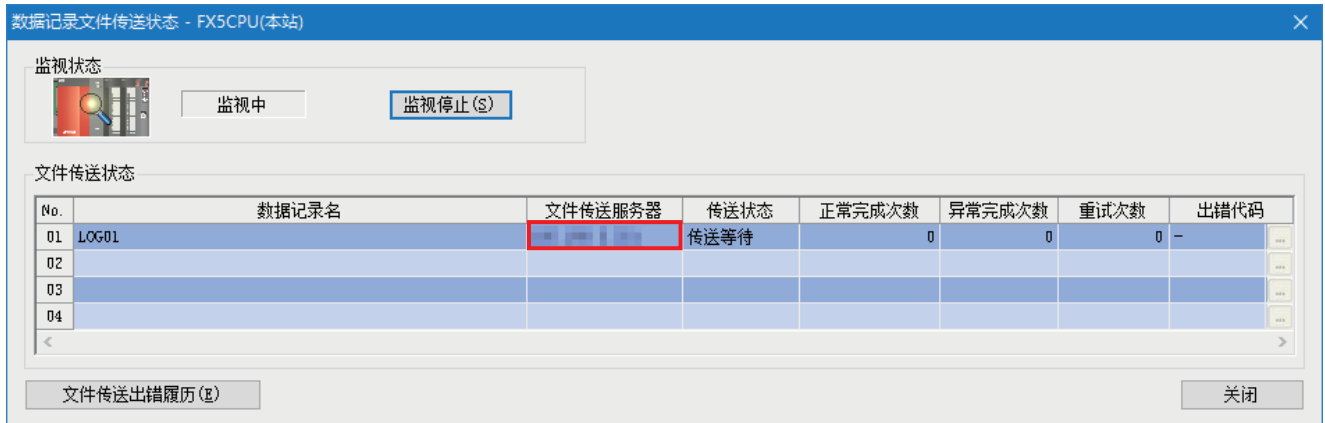 数据记录文件传送状态 - FX5CPU(本站)
监视状态
监视中
监视停止(S)
文件传送状态
No. 数据记录名 文件传送服务器 传送状态 正常完成次数 异常完成次数 重试次数 出错代码
01 LOG01 传送等待 0 0 0 - ...
02 ...
03 ...
04 ...
文件传送出错履历(E)
关闭